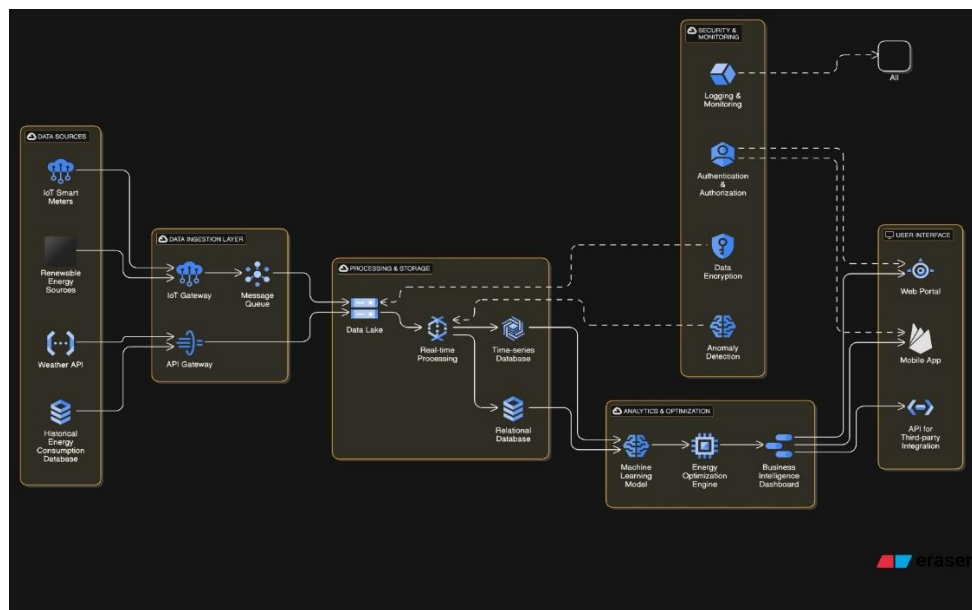 DATA SOURCES
IoT Smart
Meters
Renewable
Energy
Sources
Weather API
Historical
Energy
Consumption
Database
DATA INGESTION LAYER
IoT Gateway
Message
Queue
API Gateway
PROCESSING & STORAGE
Data Lake
Real-time
Processing
Time-series
Database
Relational
Database
SECURITY &
MONITORING
Logging &
Monitoring
Authentication
&
Authorization
Data
Encryption
Anomaly
Detection
All
ANALYTICS & OPTIMIZATION
Machine
Learning
Model
Energy
Optimization
Engine
Business
Intelligence
Dashboard
USER INTERFACE
Web Portal
Mobile App
API for
Third-party
Integration
eraser